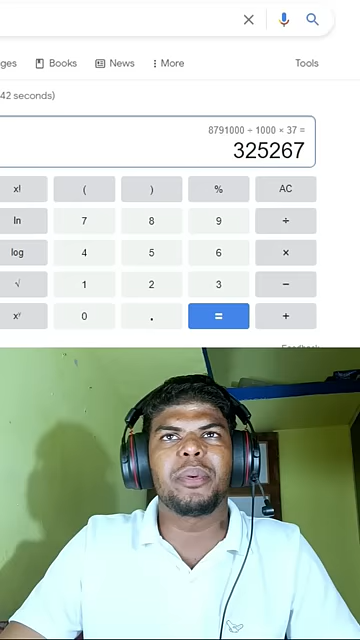 ges Books News More Tools
42 seconds)
8791000 ÷ 1000 × 37 =
325267
x! ( ) % AC
ln 7 8 9 ÷
log 4 5 6 ×
√ 1 2 3 −
xʸ 0 . = +
Feedback